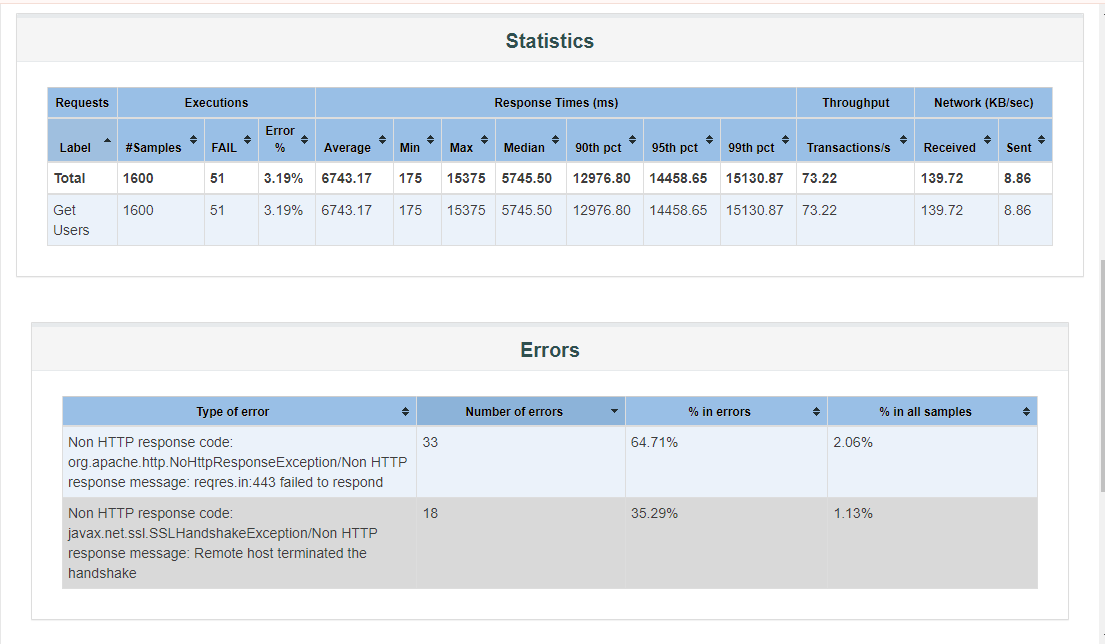 Statistics
Requests Executions Response Times (ms) Throughput Network (KB/sec)
Label #Samples FAIL Error % Average Min Max Median 90th pct 95th pct 99th pct Transactions/s Received Sent
Total 1600 51 3.19% 6743.17 175 15375 5745.50 12976.80 14458.65 15130.87 73.22 139.72 8.86
Get Users 1600 51 3.19% 6743.17 175 15375 5745.50 12976.80 14458.65 15130.87 73.22 139.72 8.86
Errors
Type of error Number of errors % in errors % in all samples
Non HTTP response code: 33 64.71% 2.06%
org.apache.http.NoHttpResponseException/Non HTTP
response message: reqres.in:443 failed to respond
Non HTTP response code: 18 35.29% 1.13%
javax.net.ssl.SSLHandshakeException/Non HTTP
response message: Remote host terminated the
handshake